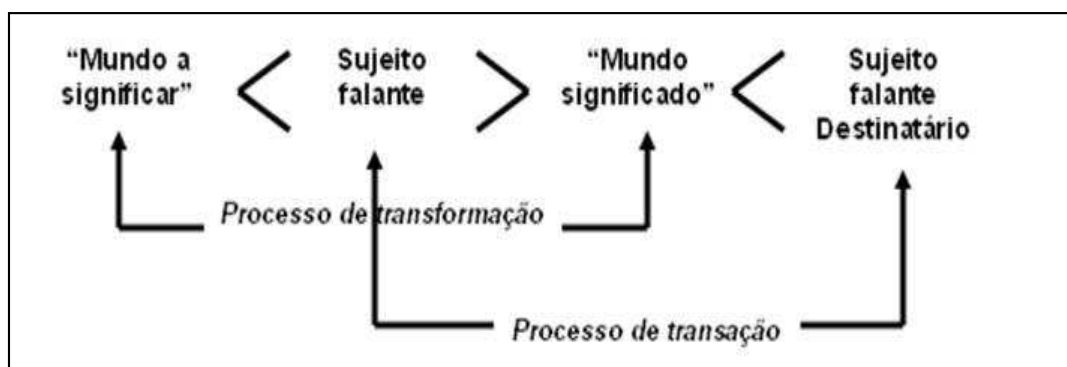 “Mundo a
significar”
Sujeito
falante
“Mundo
significado”
Sujeito
falante
Destinatário
Processo de transformação
Processo de transação